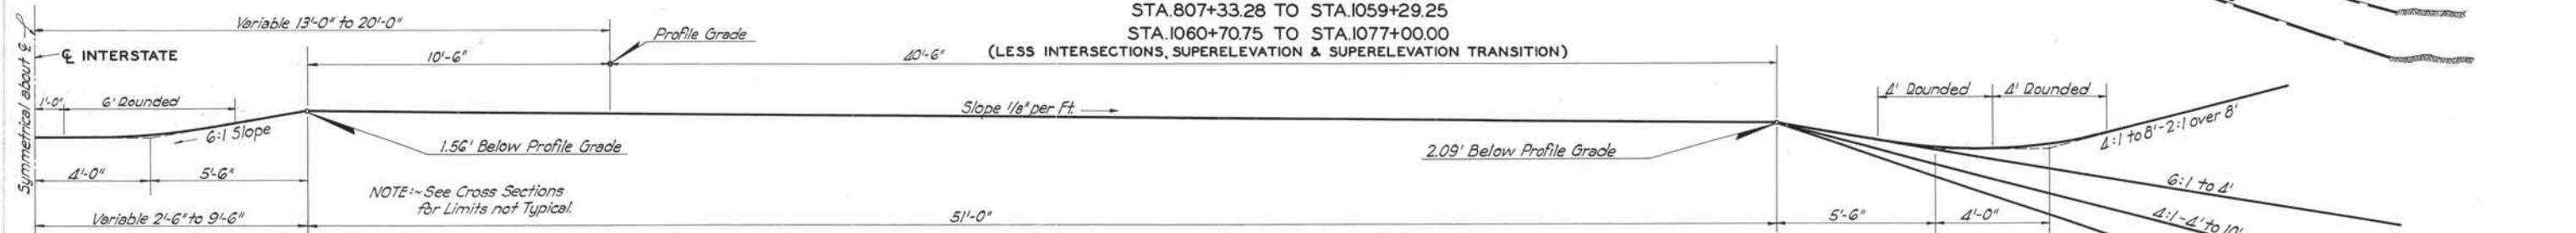 STA.807+33.28 TO STA.1059+29.25
STA.1060+70.75 TO STA.1077+00.00
(LESS INTERSECTIONS, SUPERELEVATION & SUPERELEVATION TRANSITION)
Symmetrical about ℄
Variable 13'-0" to 20'-0"
Profile Grade
℄ INTERSTATE
10'-6"
40'-6"
1'-0"
6' Rounded
4' Rounded
4' Rounded
Slope 1/8" per Ft.
6:1 Slope
4:1 to 8'-2:1 over 8'
1.56' Below Profile Grade
2.09' Below Profile Grade
4'-0"
5'-6"
NOTE:~See Cross Sections
for Limits not Typical.
6:1 to 4'
Variable 2'-6" to 9'-6"
51'-0"
5'-6"
4'-0"
4:1-4' to 10'